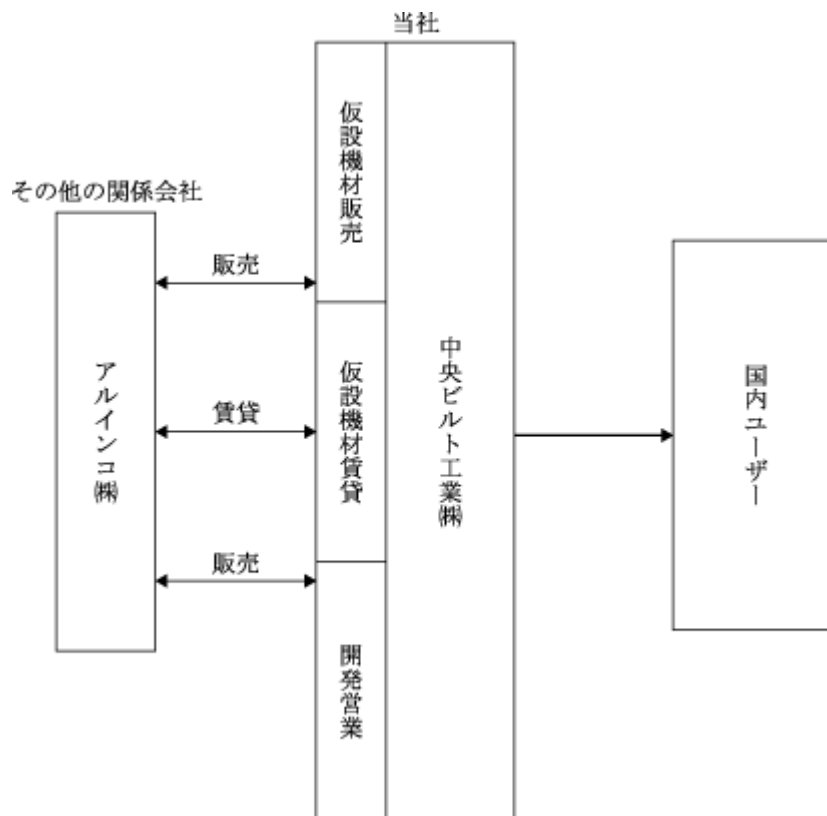 当社
その他の関係会社
アルインコ㈱
販売
賃貸
販売
仮設機材販売
仮設機材賃貸
開発営業
中央ビルト工業㈱
国内ユーザー